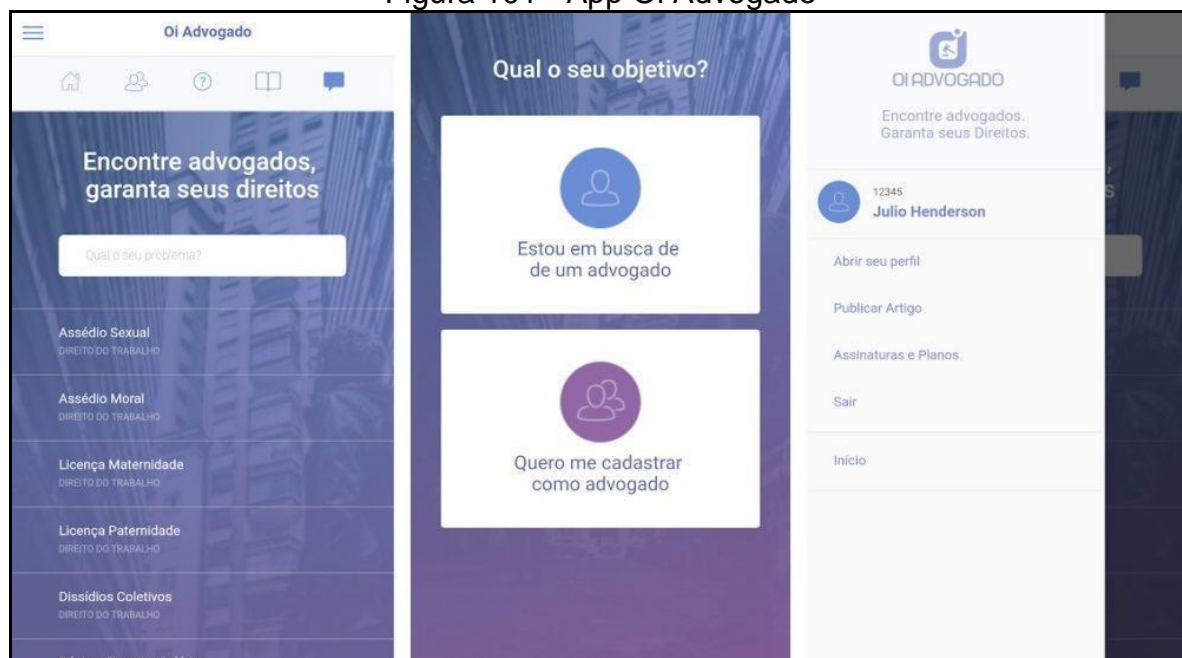 Oi Advogado
Encontre advogados,
garanta seus direitos
Qual o seu problema?
Assédio Sexual
DIREITO DO TRABALHO
Assédio Moral
DIREITO DO TRABALHO
Licença Maternidade
DIREITO DO TRABALHO
Licença Paternidade
DIREITO DO TRABALHO
Dissídios Coletivos
DIREITO DO TRABALHO
Qual o seu objetivo?
Estou em busca de
de um advogado
Quero me cadastrar
como advogado
OI ADVOGADO
Encontre advogados.
Garanta seus Direitos.
12345
Julio Henderson
Abrir seu perfil
Publicar Artigo
Assinaturas e Planos
Sair
Início